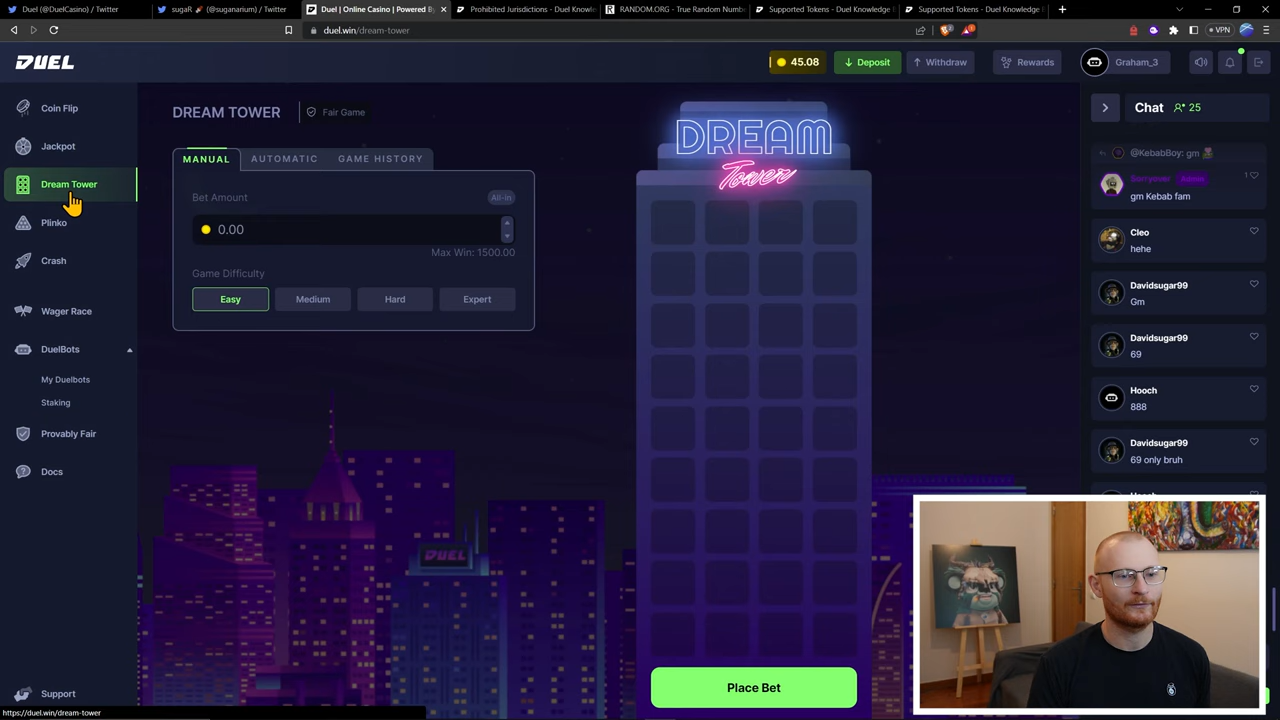 Duel (@DuelCasino) / Twitter
sugaR 🚀 (@suganarium) / Twitter
Duel | Online Casino | Powered By
Prohibited Jurisdictions - Duel Knowle
RANDOM.ORG - True Random Numb
Supported Tokens - Duel Knowledge
Supported Tokens - Duel Knowledge
duel.win/dream-tower
VPN
DUEL
45.08
Deposit
Withdraw
Rewards
Graham_3
Coin Flip
Jackpot
Dream Tower
Plinko
Crash
Wager Race
DuelBots
My Duelbots
Staking
Provably Fair
Docs
Support
https://duel.win/dream-tower
DREAM TOWER
Fair Game
MANUAL
AUTOMATIC
GAME HISTORY
Bet Amount
All-In
0.00
Max Win: 1500.00
Game Difficulty
Easy
Medium
Hard
Expert
DREAM
Tower
DUEL
Place Bet
Chat
25
@KebabBoy: gm
Sorryover
Admin
1
gm Kebab fam
Cleo
hehe
Davidsugar99
Gm
Davidsugar99
69
Hooch
888
Davidsugar99
69 only bruh